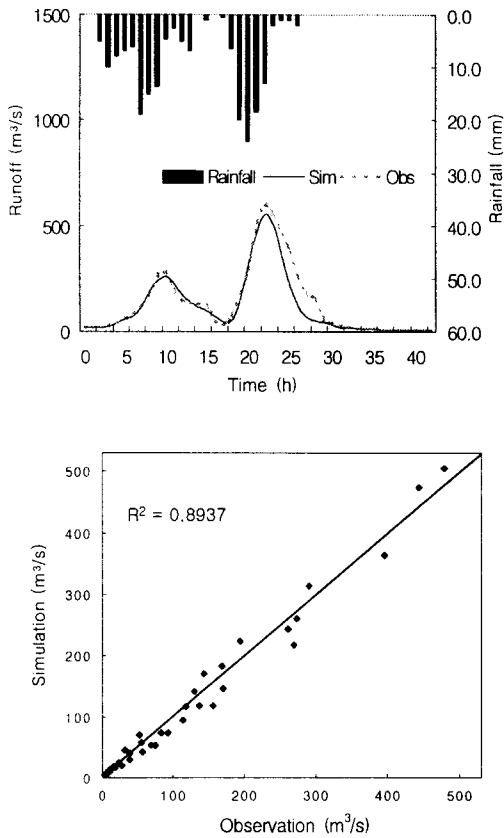 1500
1000
500
0
Runoff (m³/s)
0.0
10.0
20.0
30.0
40.0
50.0
60.0
Rainfall (mm)
Rainfall Sim Obs
0 5 10 15 20 25 30 35 40
Time (h)
500
400
300
200
100
0
Simulation (m³/s)
R² = 0.8937
0 100 200 300 400 500
Observation (m³/s)